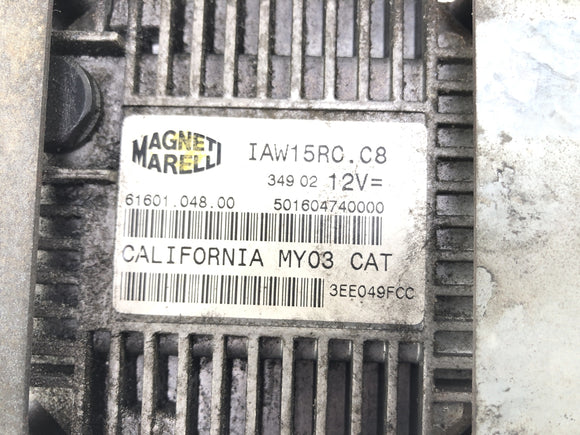 MAGNETI MARELLI
IAW15RC.C8
349 02 12V=
61601.048.00 501604740000
CALIFORNIA MY03 CAT
3EE049FCC